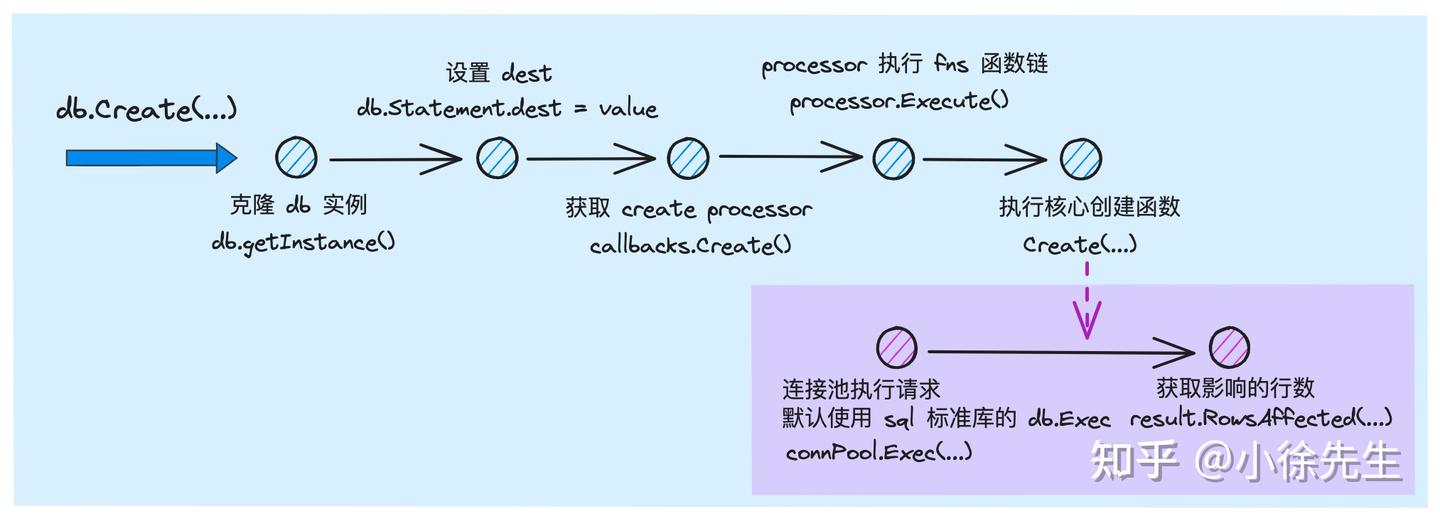 db.Create(...)
克隆 db 实例
db.getInstance()
设置 dest
db.Statement.dest = value
获取 create processor
callbacks.Create()
processor 执行 fns 函数链
processor.Execute()
执行核心创建函数
Create(...)
连接池执行请求
默认使用 sql 标准库的 db.Exec
connPool.Exec(...)
获取影响的行数
result.RowsAffected(...)
知乎 @小徐先生